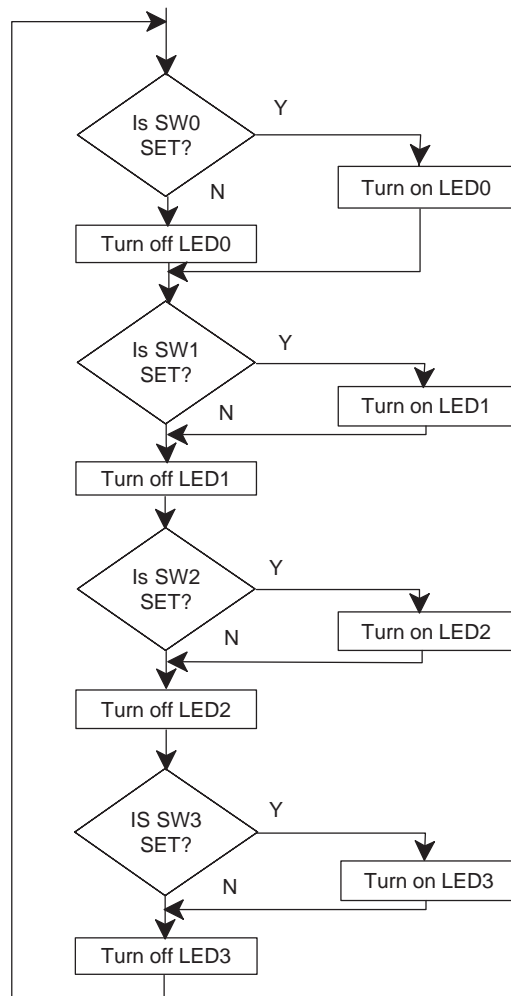 Is SW0
SET?
Y
N
Turn on LED0
Turn off LED0
Is SW1
SET?
Y
N
Turn on LED1
Turn off LED1
Is SW2
SET?
Y
N
Turn on LED2
Turn off LED2
IS SW3
SET?
Y
N
Turn on LED3
Turn off LED3